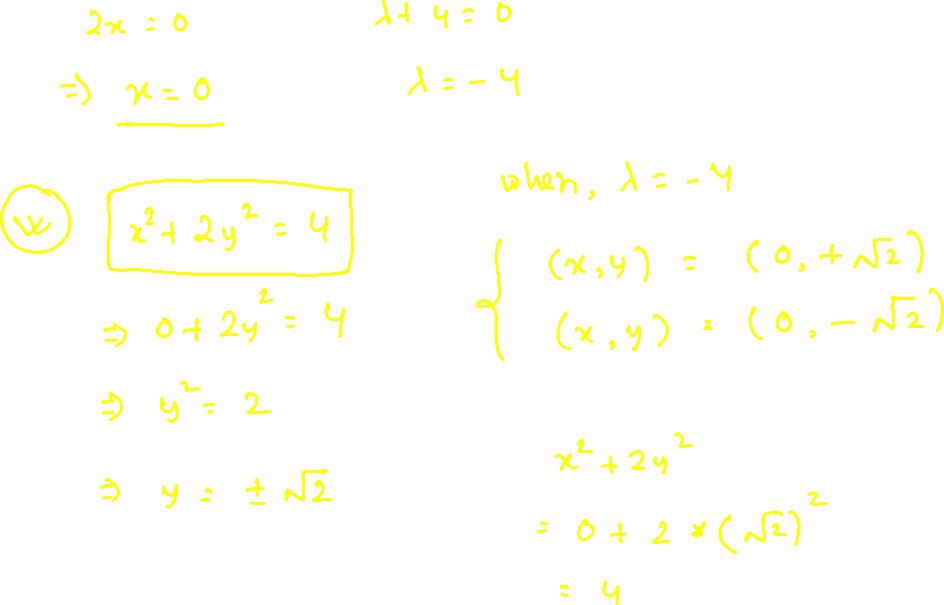 2x = 0
⇒ x = 0
λ + 4 = 0
λ = -4
x² + 2y² = 4
⇒ 0 + 2y² = 4
⇒ y² = 2
⇒ y = ± √2
when, λ = -4
(x, y) = (0, + √2)
(x, y) = (0, - √2)
x² + 2y²
= 0 + 2 * (√2)²
= 4